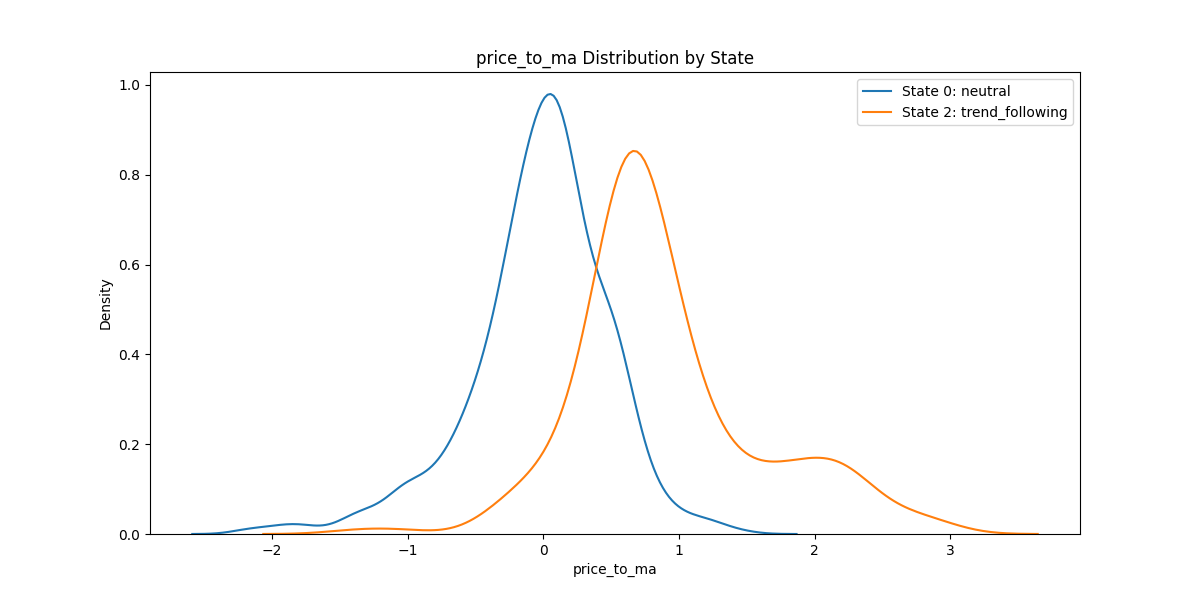 price_to_ma Distribution by State
State 0: neutral
State 2: trend_following
Density
1.0
0.8
0.6
0.4
0.2
0.0
−2
−1
0
1
2
3
price_to_ma